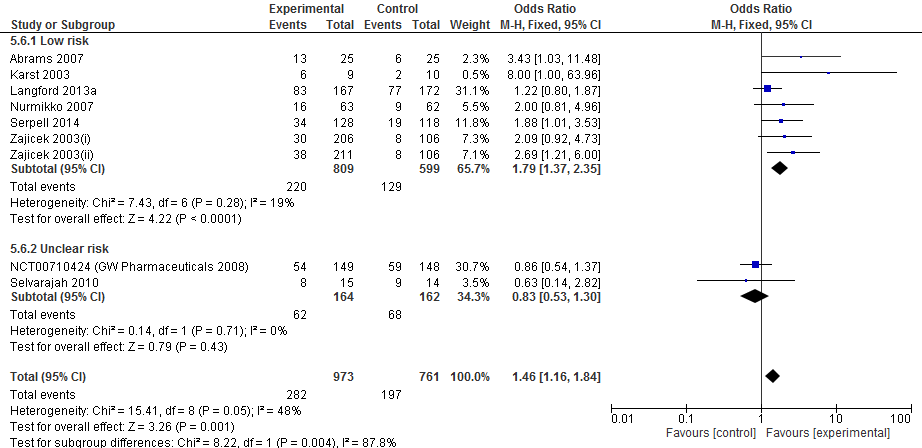 Experimental Control Odds Ratio Odds Ratio
Study or Subgroup Events Total Events Total Weight M-H, Fixed, 95% CI M-H, Fixed, 95% CI
5.6.1 Low risk
Abrams 2007 13 25 6 25 2.3% 3.43 [1.03, 11.48]
Karst 2003 6 9 2 10 0.5% 8.00 [1.00, 63.96]
Langford 2013a 83 167 77 172 31.1% 1.22 [0.80, 1.87]
Nurmikko 2007 16 63 9 62 5.5% 2.00 [0.81, 4.96]
Serpell 2014 34 128 19 118 11.8% 1.88 [1.01, 3.53]
Zajicek 2003(i) 30 206 8 106 7.3% 2.09 [0.92, 4.73]
Zajicek 2003(ii) 38 211 8 106 7.1% 2.69 [1.21, 6.00]
Subtotal (95% CI) 809 599 65.7% 1.79 [1.37, 2.35]
Total events 220 129
Heterogeneity: Chi² = 7.43, df = 6 (P = 0.28); I² = 19%
Test for overall effect: Z = 4.22 (P < 0.0001)
5.6.2 Unclear risk
NCT00710424 (GW Pharmaceuticals 2008) 54 149 59 148 30.7% 0.86 [0.54, 1.37]
Selvarajah 2010 8 15 9 14 3.5% 0.63 [0.14, 2.82]
Subtotal (95% CI) 164 162 34.3% 0.83 [0.53, 1.30]
Total events 62 68
Heterogeneity: Chi² = 0.14, df = 1 (P = 0.71); I² = 0%
Test for overall effect: Z = 0.79 (P = 0.43)
Total (95% CI) 973 761 100.0% 1.46 [1.16, 1.84]
Total events 282 197
Heterogeneity: Chi² = 15.41, df = 8 (P = 0.05); I² = 48%
Test for overall effect: Z = 3.26 (P = 0.001)
Test for subgroup differences: Chi² = 8.22, df = 1 (P = 0.004), I² = 87.8%
0.01 0.1 1 10 100
Favours [control] Favours [experimental]